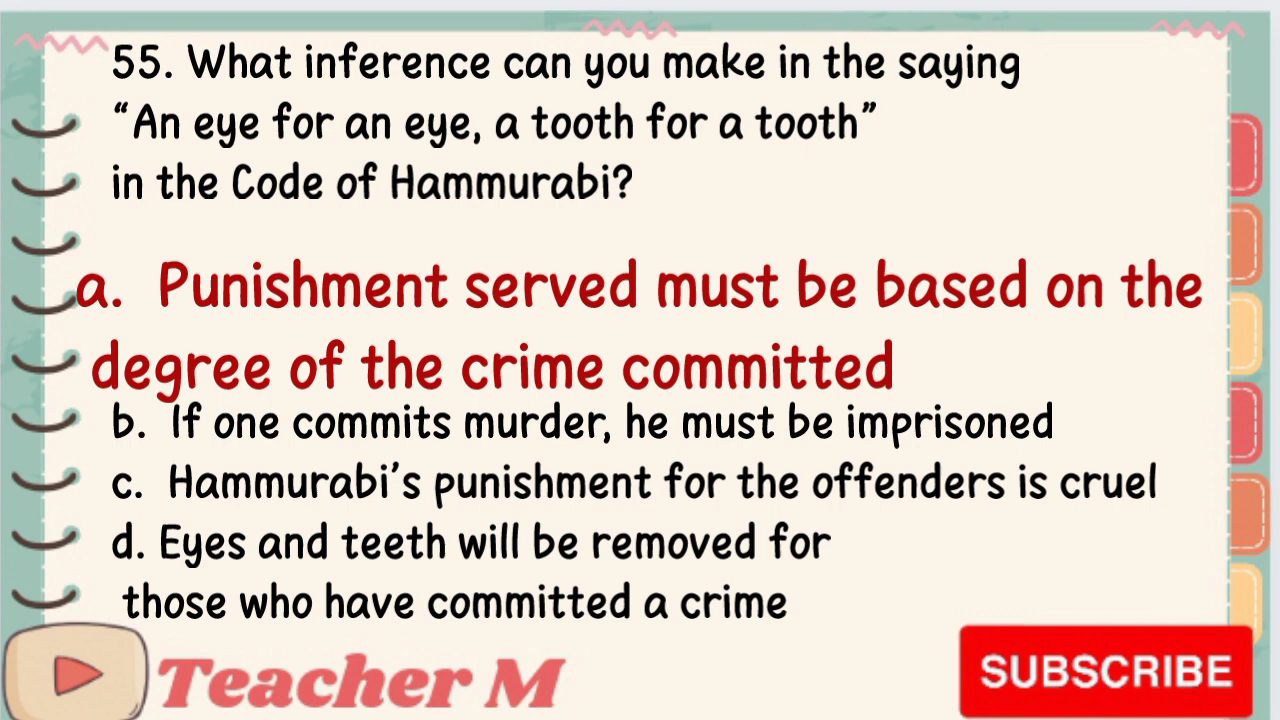 55. What inference can you make in the saying
“An eye for an eye, a tooth for a tooth”
in the Code of Hammurabi?
a. Punishment served must be based on the
degree of the crime committed
b. If one commits murder, he must be imprisoned
c. Hammurabi’s punishment for the offenders is cruel
d. Eyes and teeth will be removed for
those who have committed a crime
Teacher M
SUBSCRIBE